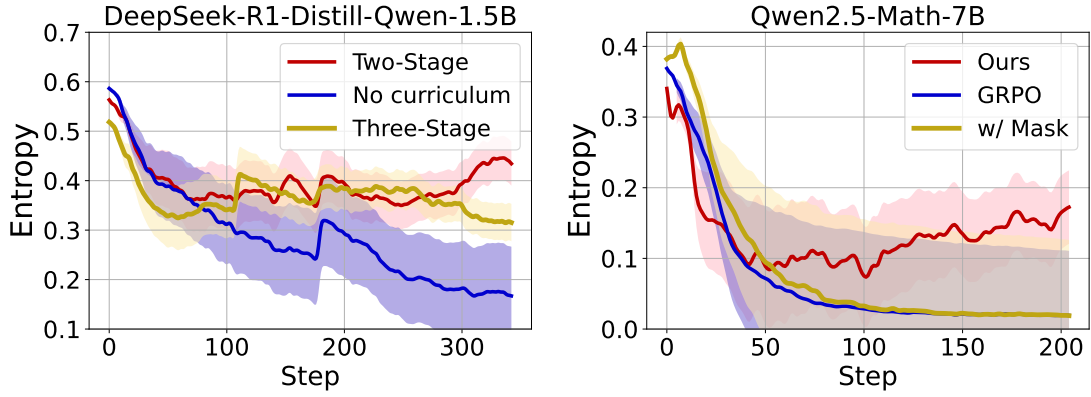 DeepSeek-R1-Distill-Qwen-1.5B
0.7
0.6
0.5
0.4
0.3
0.2
0.1
Entropy
Two-Stage
No curriculum
Three-Stage
0
100
200
300
Step
Qwen2.5-Math-7B
0.4
0.3
0.2
0.1
0.0
Entropy
Ours
GRPO
w/ Mask
0
50
100
150
200
Step